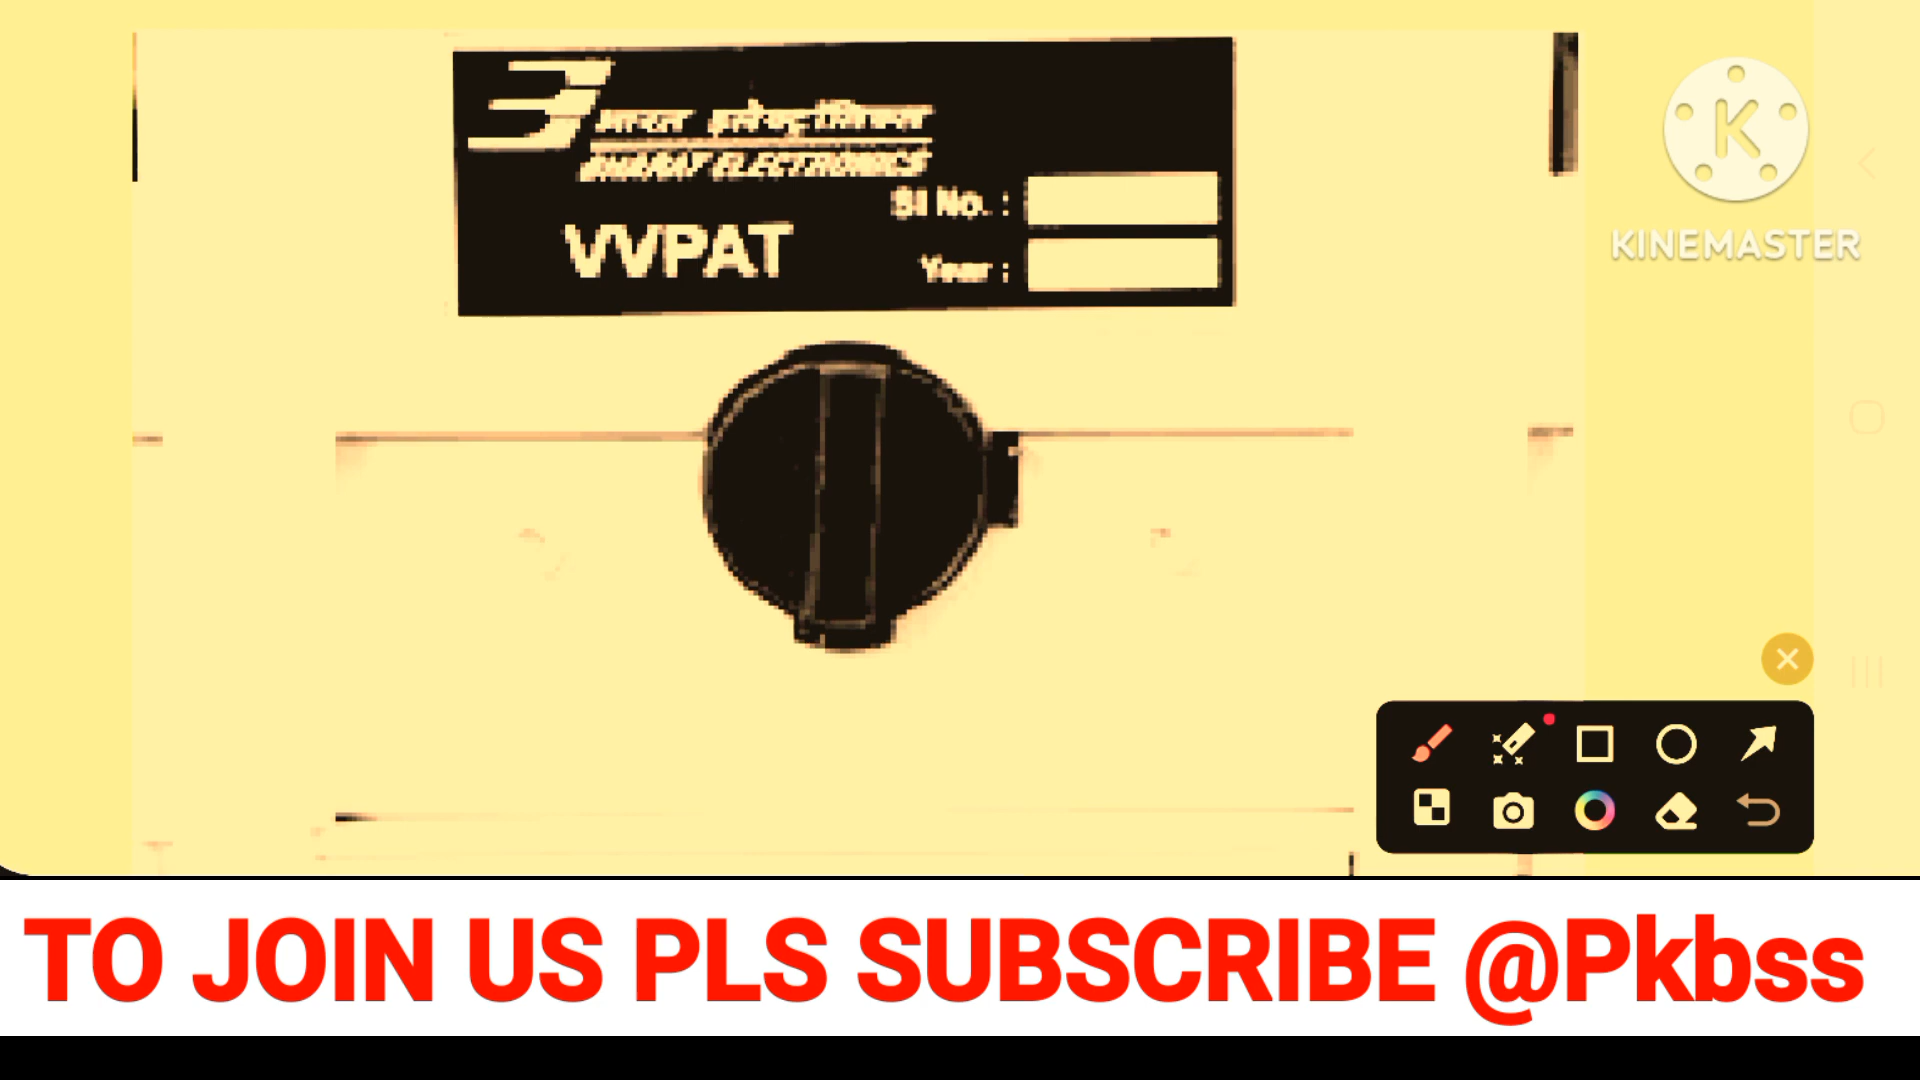 भारत इलेक्ट्रॉनिक्स
BHARAT ELECTRONICS
Sl No. :
VVPAT
Year :
K
KINEMASTER
TO JOIN US PLS SUBSCRIBE @Pkbss